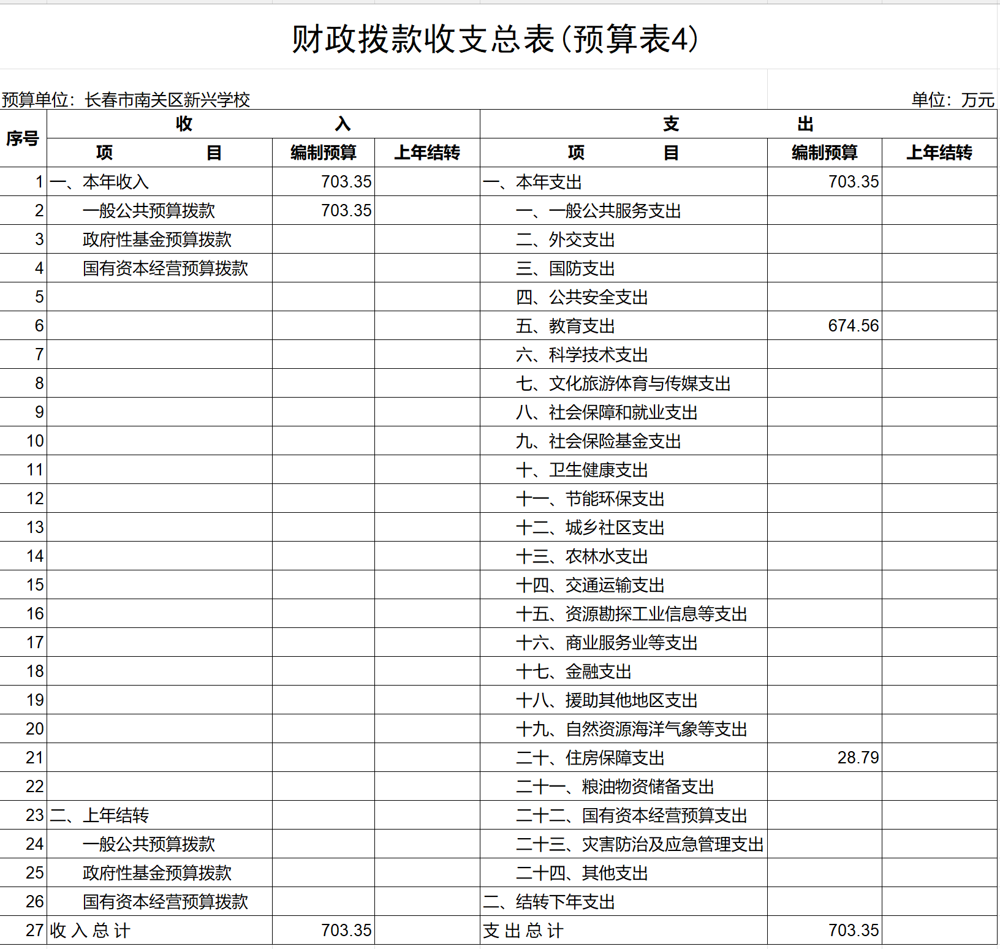 财政拨款收支总表(预算表4)
预算单位：长春市南关区新兴学校 单位：万元
序号 收 入 支 出
项 目 编制预算 上年结转 项 目 编制预算 上年结转
1 一、本年收入 703.35 一、本年支出 703.35
2 一般公共预算拨款 703.35 一、一般公共服务支出
3 政府性基金预算拨款 二、外交支出
4 国有资本经营预算拨款 三、国防支出
5 四、公共安全支出
6 五、教育支出 674.56
7 六、科学技术支出
8 七、文化旅游体育与传媒支出
9 八、社会保障和就业支出
10 九、社会保险基金支出
11 十、卫生健康支出
12 十一、节能环保支出
13 十二、城乡社区支出
14 十三、农林水支出
15 十四、交通运输支出
16 十五、资源勘探工业信息等支出
17 十六、商业服务业等支出
18 十七、金融支出
19 十八、援助其他地区支出
20 十九、自然资源海洋气象等支出
21 二十、住房保障支出 28.79
22 二十一、粮油物资储备支出
23 二、上年结转 二十二、国有资本经营预算支出
24 一般公共预算拨款 二十三、灾害防治及应急管理支出
25 政府性基金预算拨款 二十四、其他支出
26 国有资本经营预算拨款 二、结转下年支出
27 收 入 总 计 703.35 支 出 总 计 703.35